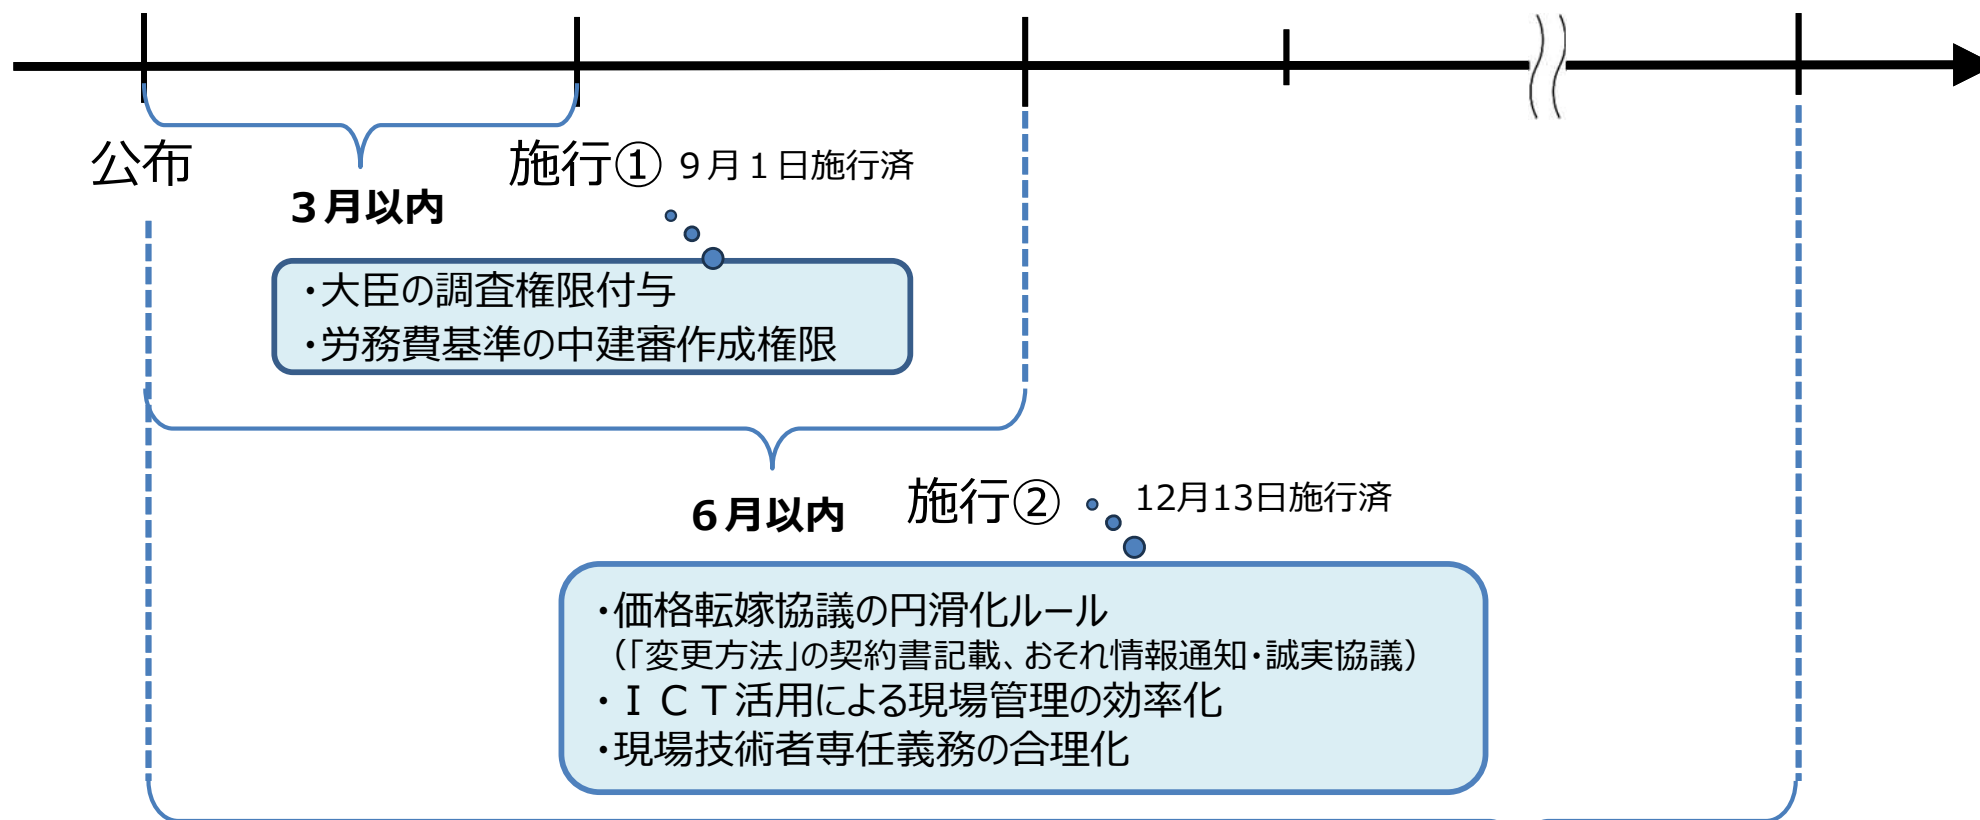 公布
施行① 9月1日施行済
3月以内
・大臣の調査権限付与
・労務費基準の中建審作成権限
施行② 12月13日施行済
6月以内
・価格転嫁協議の円滑化ルール
（「変更方法」の契約書記載、おそれ情報通知・誠実協議）
・ＩＣＴ活用による現場管理の効率化
・現場技術者専任義務の合理化